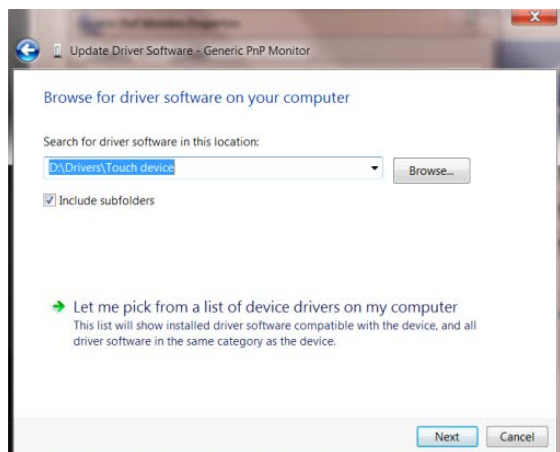 Update Driver Software - Generic PnP Monitor
Browse for driver software on your computer
Search for driver software in this location:
D:\Drivers\Touch device
Browse...
Include subfolders
Let me pick from a list of device drivers on my computer
This list will show installed driver software compatible with the device, and all
driver software in the same category as the device.
Next
Cancel